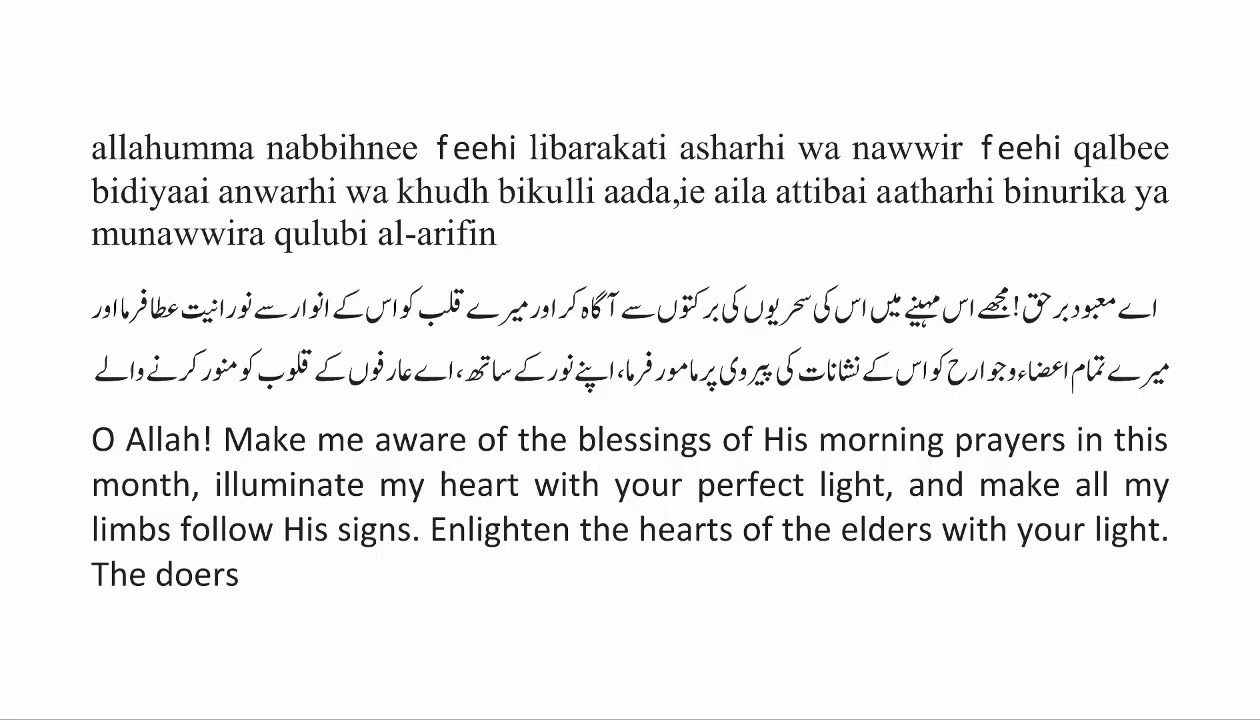 allahumma nabbihnee feehi libarakati asharhi wa nawwir feehi qalbee
bidiyaai anwarhi wa khudh bikulli aada,ie aila attibai aatharhi binurika ya
munawwira qulubi al-arifin
اے معبود برحق! مجھے اس مہینے میں اس کی سحریوں کی برکتوں سے آگاہ کر اور میرے قلب کو اس کے انوار سے نورانیت عطا فرما اور
میرے تمام اعضاء و جوارح کو اس کے نشانات کی پیروی پر مامور فرما، اپنے نور کے ساتھ، اے عارفوں کے قلوب کو منور کرنے والے
O Allah! Make me aware of the blessings of His morning prayers in this
month, illuminate my heart with your perfect light, and make all my
limbs follow His signs. Enlighten the hearts of the elders with your light.
The doers